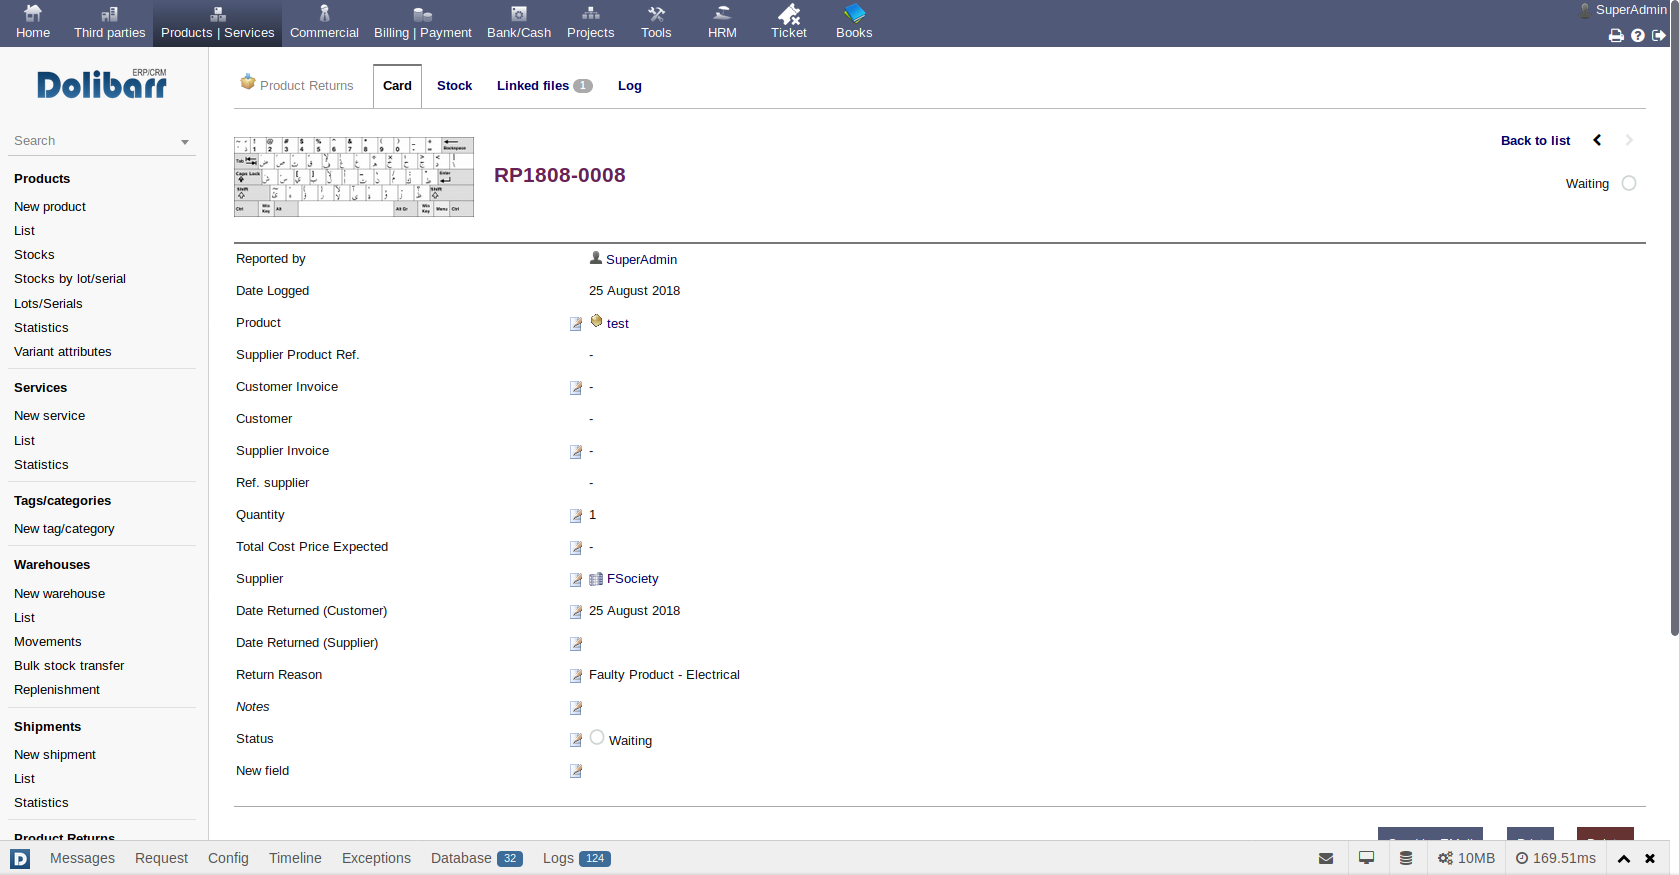 Home
Third parties
Products | Services
Commercial
Billing | Payment
Bank/Cash
Projects
Tools
HRM
Ticket
Books
SuperAdmin
Dolibarr ERP/CRM
Search
Products
New product
List
Stocks
Stocks by lot/serial
Lots/Serials
Statistics
Variant attributes
Services
New service
List
Statistics
Tags/categories
New tag/category
Warehouses
New warehouse
List
Movements
Bulk stock transfer
Replenishment
Shipments
New shipment
List
Statistics
Product Returns
Product Returns
Card
Stock
Linked files 1
Log
RP1808-0008
Back to list
Waiting
Reported by SuperAdmin
Date Logged 25 August 2018
Product test
Supplier Product Ref. -
Customer Invoice -
Customer -
Supplier Invoice -
Ref. supplier -
Quantity 1
Total Cost Price Expected -
Supplier FSociety
Date Returned (Customer) 25 August 2018
Date Returned (Supplier)
Return Reason Faulty Product - Electrical
Notes
Status Waiting
New field
Messages
Request
Config
Timeline
Exceptions
Database 32
Logs 124
10MB
169.51ms